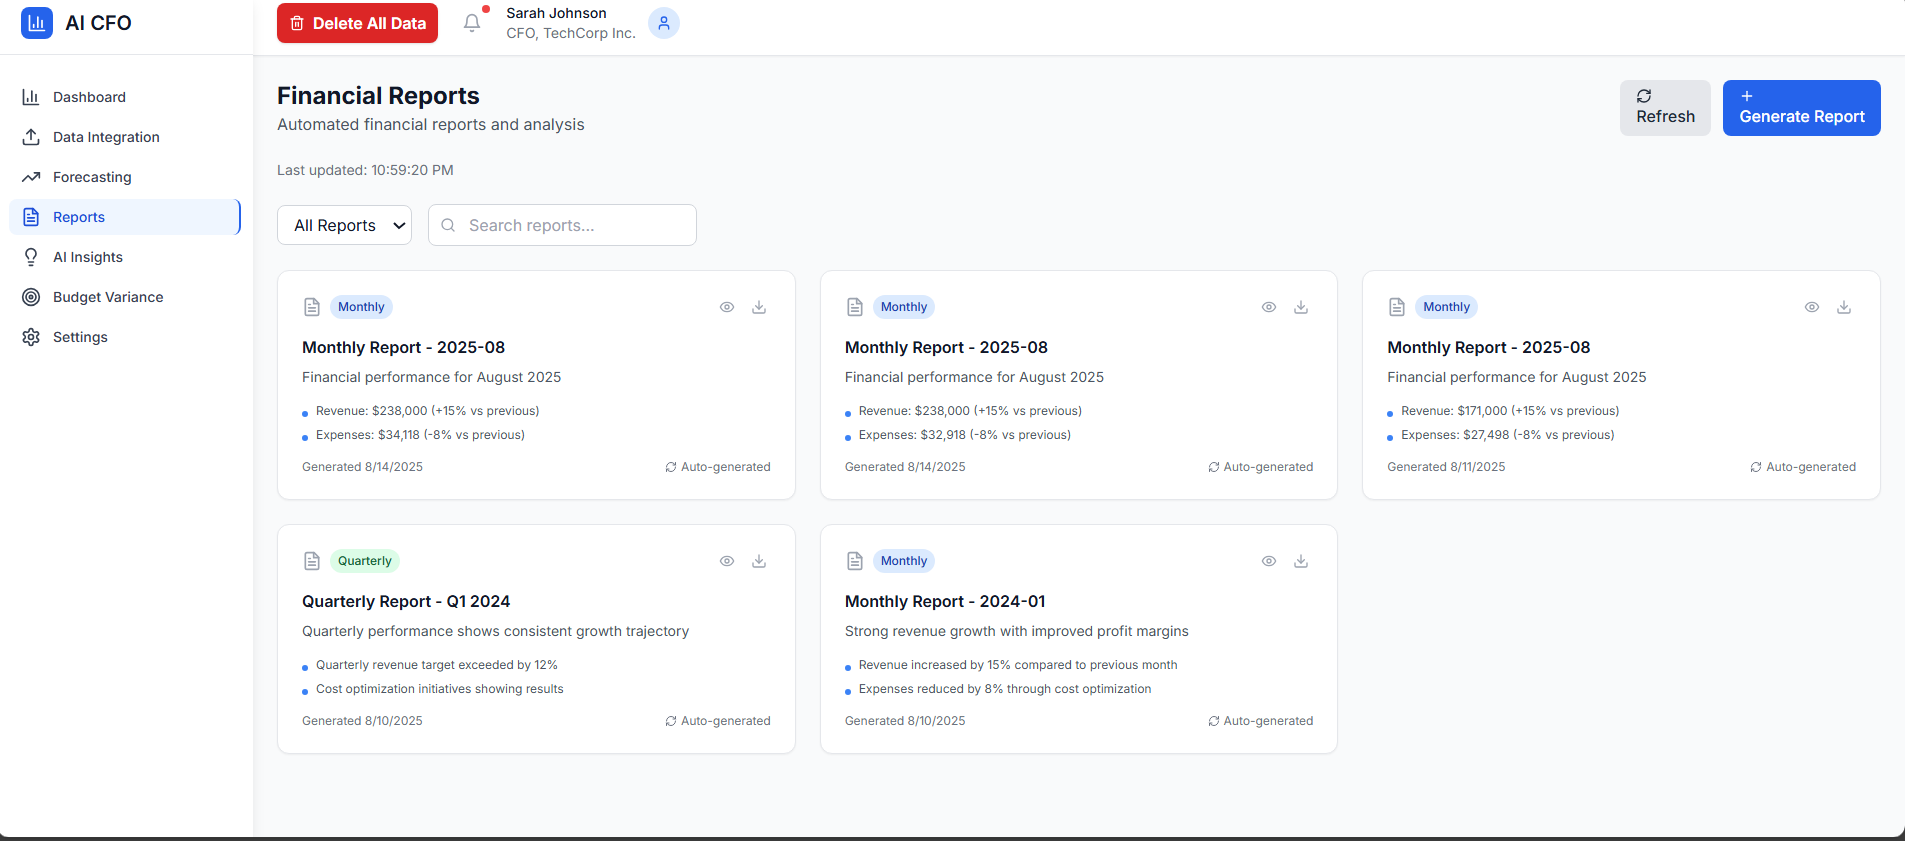 AI CFO
Delete All Data
Sarah Johnson
CFO, TechCorp Inc.
Dashboard
Data Integration
Forecasting
Reports
AI Insights
Budget Variance
Settings
Financial Reports
Automated financial reports and analysis
Refresh
Generate Report
Last updated: 10:59:20 PM
All Reports
Search reports...
Monthly
Monthly Report - 2025-08
Financial performance for August 2025
Revenue: $238,000 (+15% vs previous)
Expenses: $34,118 (-8% vs previous)
Generated 8/14/2025
Auto-generated
Monthly
Monthly Report - 2025-08
Financial performance for August 2025
Revenue: $238,000 (+15% vs previous)
Expenses: $32,918 (-8% vs previous)
Generated 8/14/2025
Auto-generated
Monthly
Monthly Report - 2025-08
Financial performance for August 2025
Revenue: $171,000 (+15% vs previous)
Expenses: $27,498 (-8% vs previous)
Generated 8/11/2025
Auto-generated
Quarterly
Quarterly Report - Q1 2024
Quarterly performance shows consistent growth trajectory
Quarterly revenue target exceeded by 12%
Cost optimization initiatives showing results
Generated 8/10/2025
Auto-generated
Monthly
Monthly Report - 2024-01
Strong revenue growth with improved profit margins
Revenue increased by 15% compared to previous month
Expenses reduced by 8% through cost optimization
Generated 8/10/2025
Auto-generated